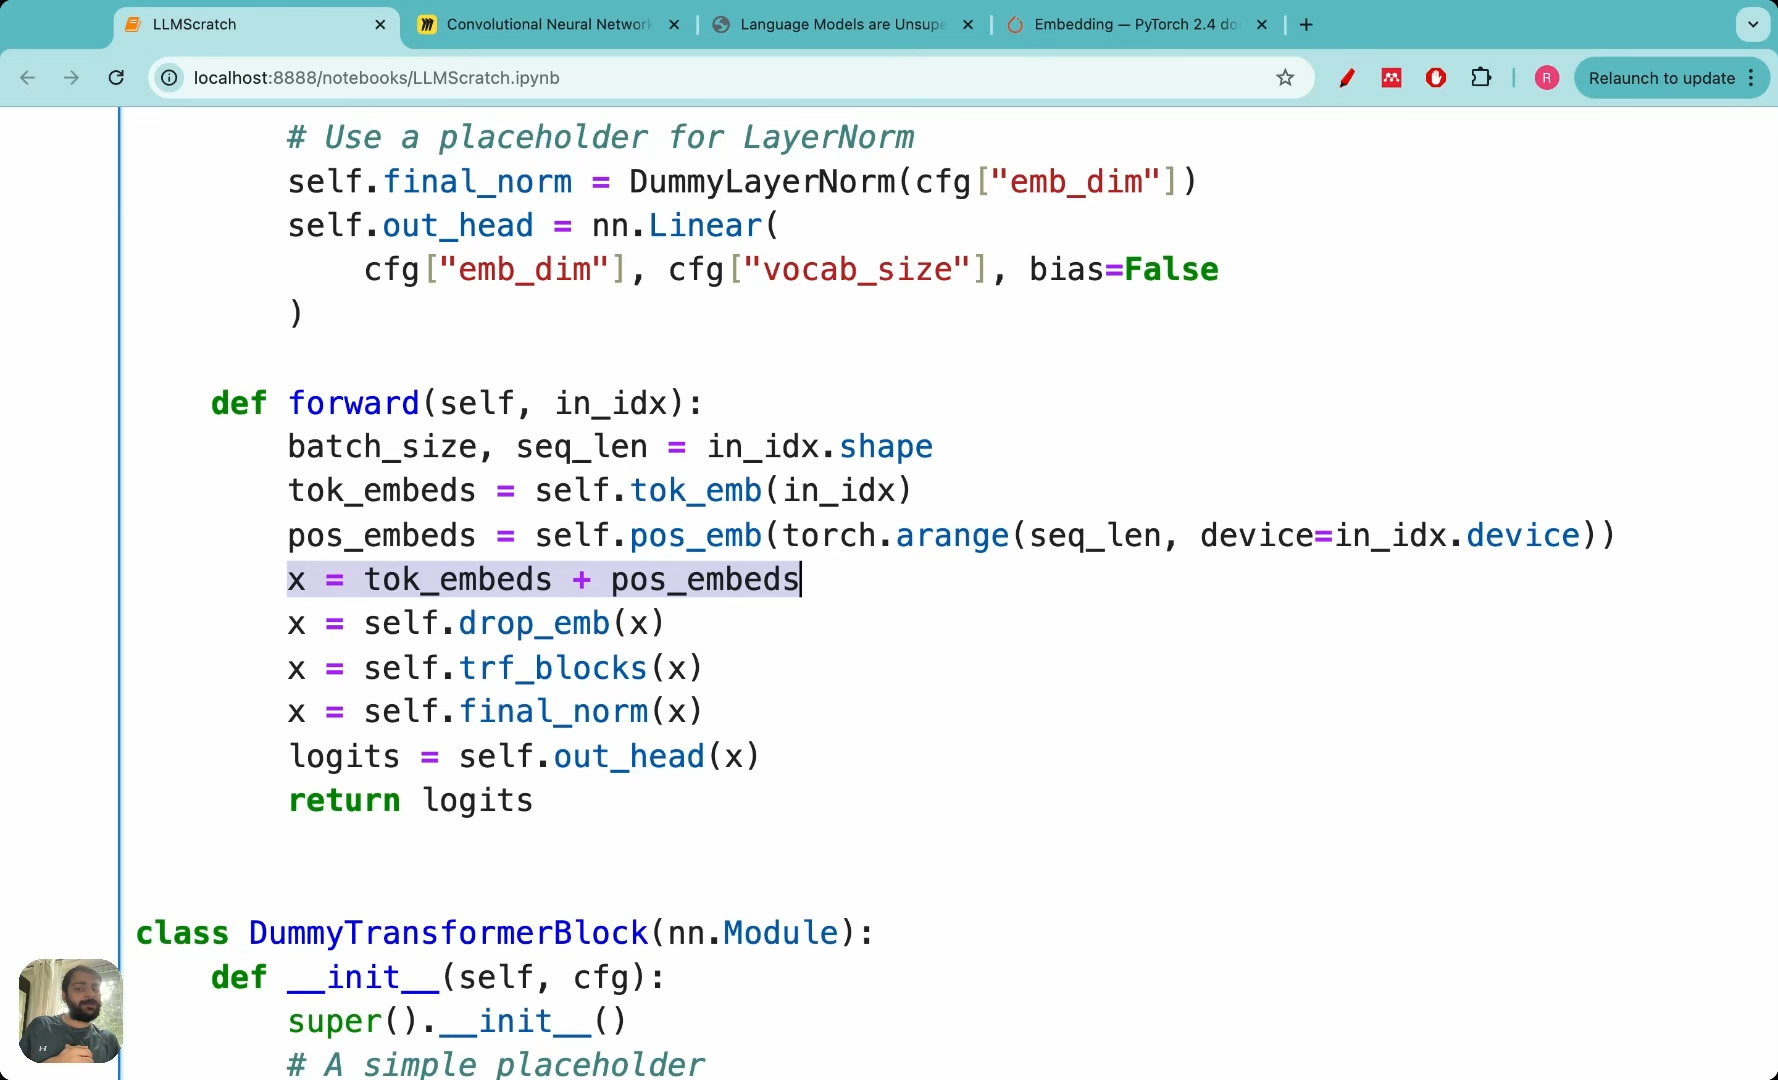 LLMScratch
Convolutional Neural Network
Language Models are Unsupe
Embedding — PyTorch 2.4 do
localhost:8888/notebooks/LLMScratch.ipynb
R
Relaunch to update
# Use a placeholder for LayerNorm
self.final_norm = DummyLayerNorm(cfg["emb_dim"])
self.out_head = nn.Linear(
cfg["emb_dim"], cfg["vocab_size"], bias=False
)
def forward(self, in_idx):
batch_size, seq_len = in_idx.shape
tok_embeds = self.tok_emb(in_idx)
pos_embeds = self.pos_emb(torch.arange(seq_len, device=in_idx.device))
x = tok_embeds + pos_embeds
x = self.drop_emb(x)
x = self.trf_blocks(x)
x = self.final_norm(x)
logits = self.out_head(x)
return logits
class DummyTransformerBlock(nn.Module):
def __init__(self, cfg):
super().__init__()
# A simple placeholder